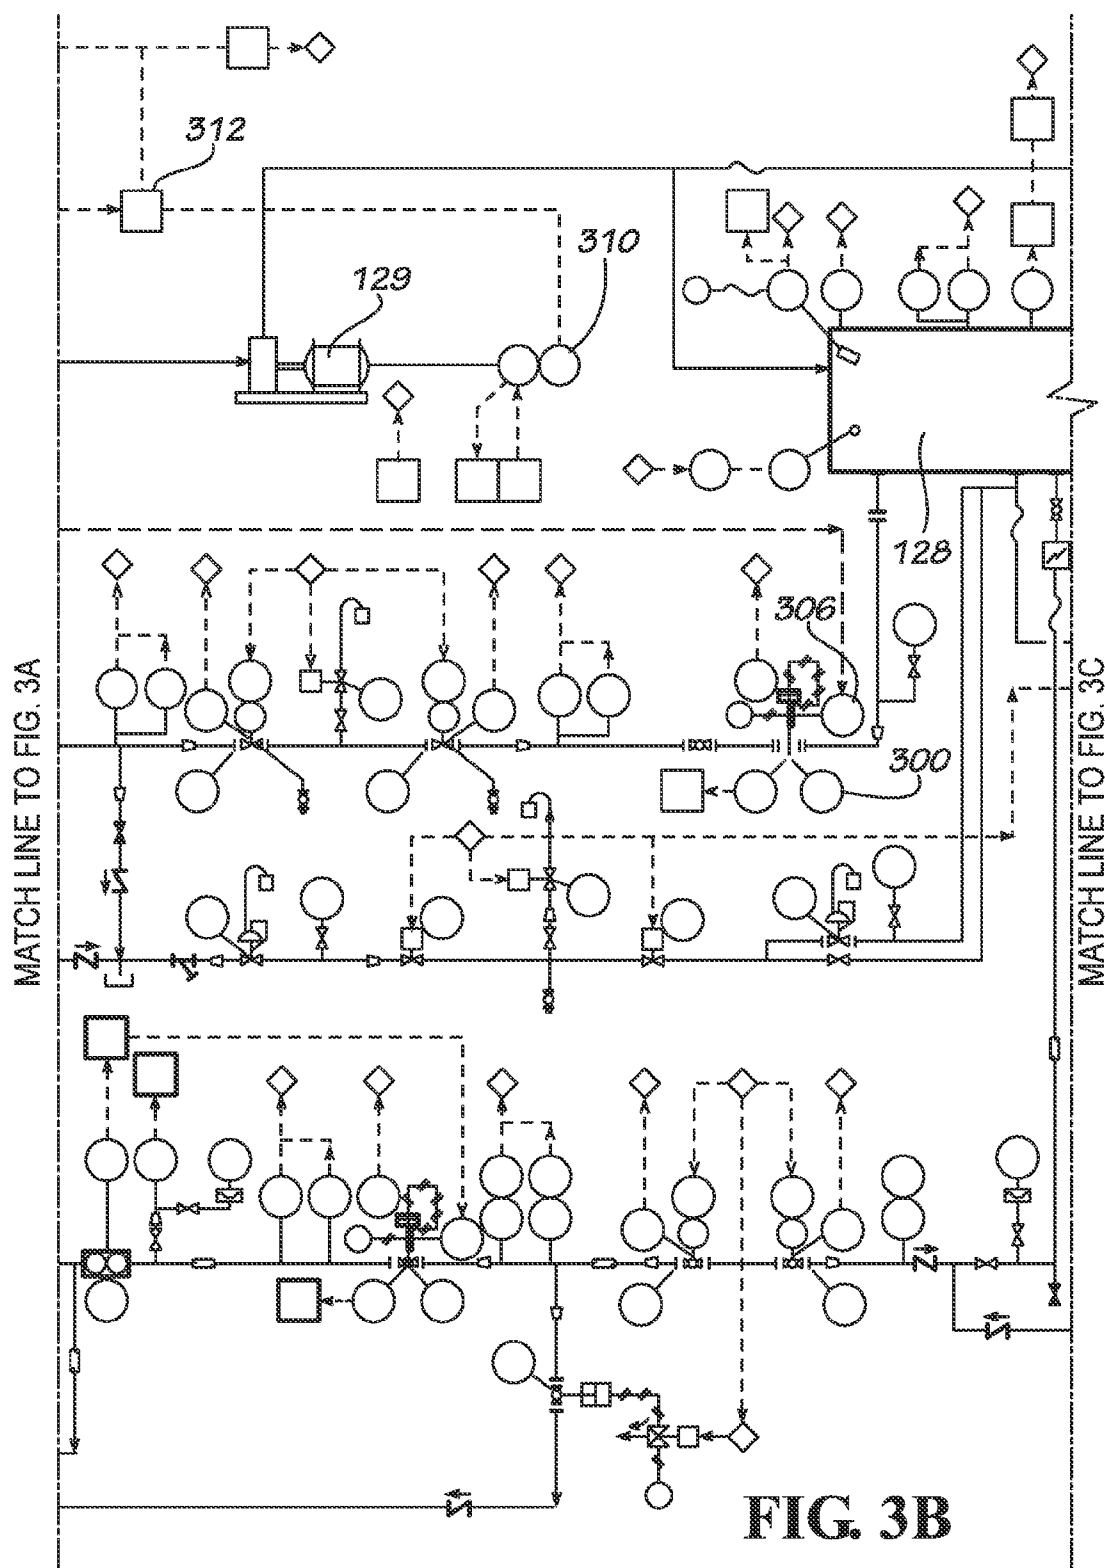 312
310
129
128
306
300
MATCH LINE TO FIG. 3A
MATCH LINE TO FIG. 3C
FIG. 3B